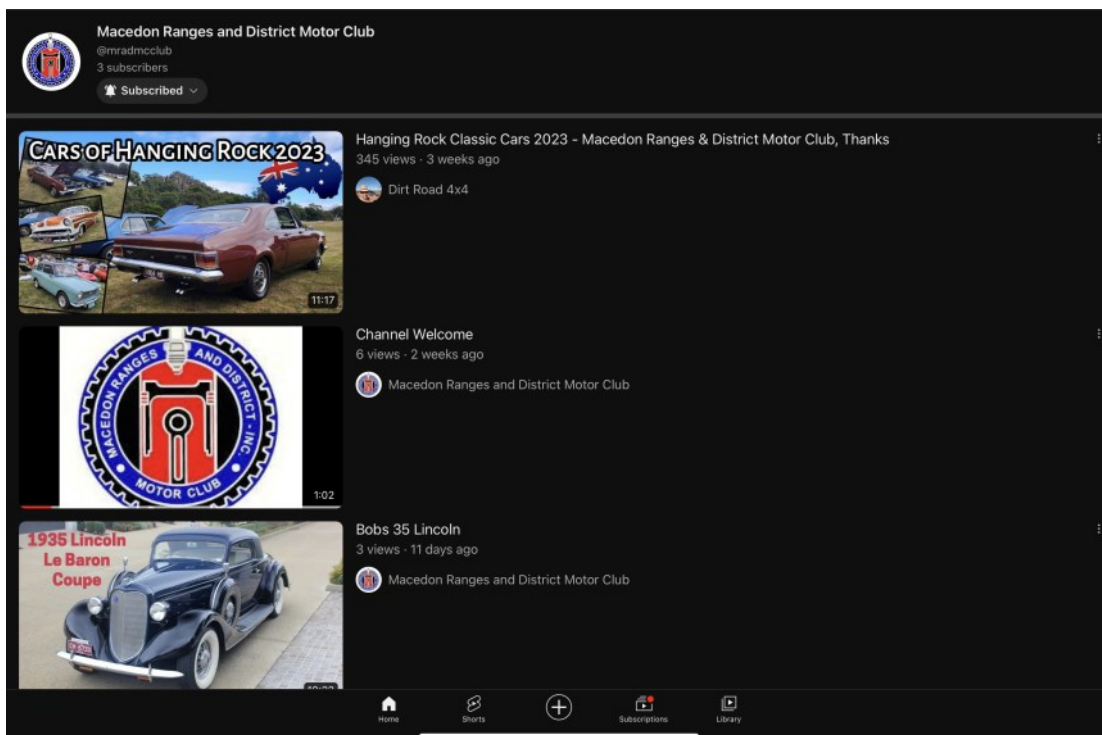 Macedon Ranges and District Motor Club
@mradmcclub
3 subscribers
Subscribed
CARS OF HANGING ROCK 2023
11:17
Hanging Rock Classic Cars 2023 - Macedon Ranges & District Motor Club, Thanks
345 views · 3 weeks ago
Dirt Road 4x4
MACEDON RANGES AND DISTRICT - INC.
MOTOR CLUB
1:02
Channel Welcome
6 views · 2 weeks ago
Macedon Ranges and District Motor Club
1935 Lincoln
Le Baron
Coupe
Bobs 35 Lincoln
3 views · 11 days ago
Macedon Ranges and District Motor Club
Home
Shorts
Subscriptions
Library